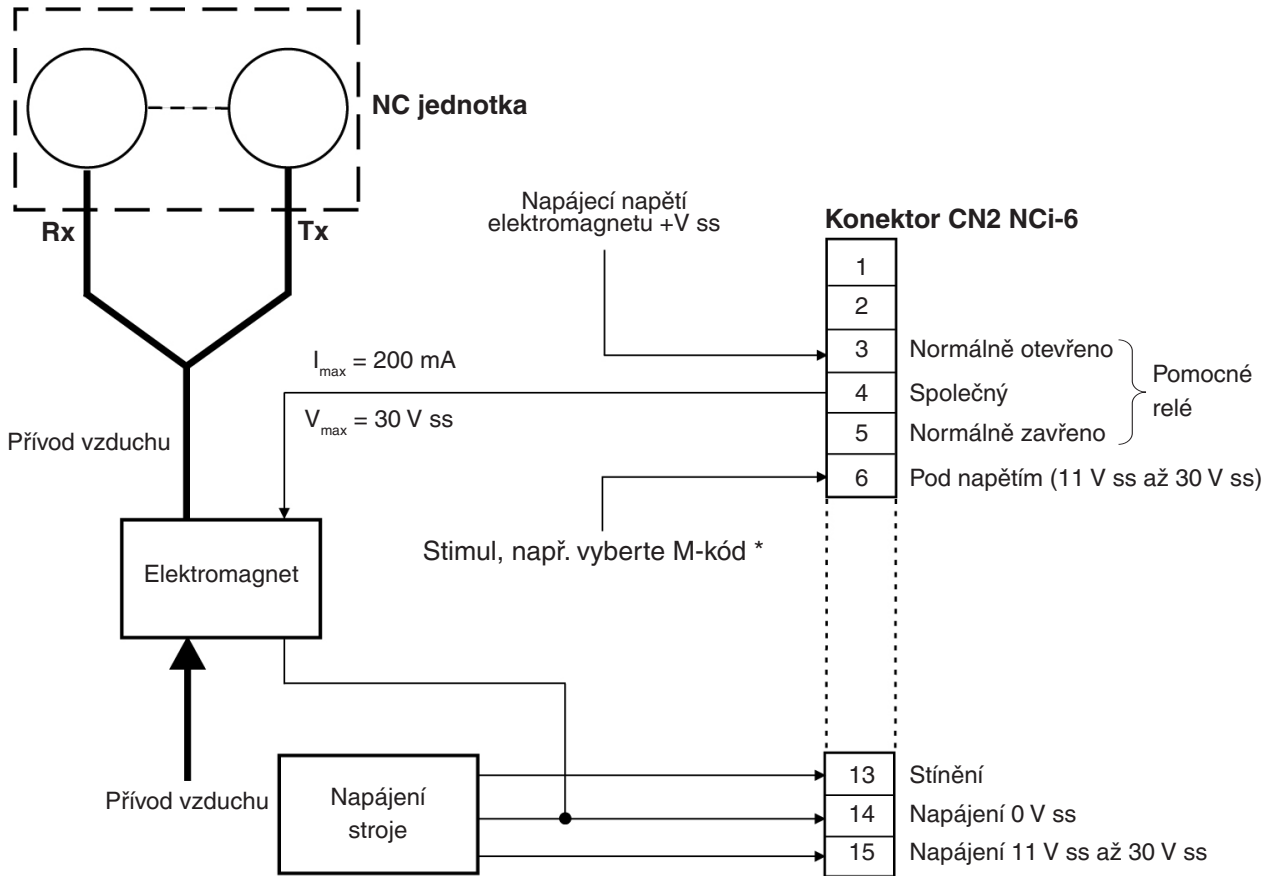 NC jednotka
Rx
Tx
Napájecí napětí
elektromagnetu +V ss
Konektor CN2 NCi-6
1
2
3 Normálně otevřeno
4 Společný
5 Normálně zavřeno
Pomocné
relé
6 Pod napětím (11 V ss až 30 V ss)
Imax = 200 mA
Vmax = 30 V ss
Přívod vzduchu
Stimul, např. vyberte M-kód *
Elektromagnet
Přívod vzduchu
Napájení
stroje
13 Stínění
14 Napájení 0 V ss
15 Napájení 11 V ss až 30 V ss